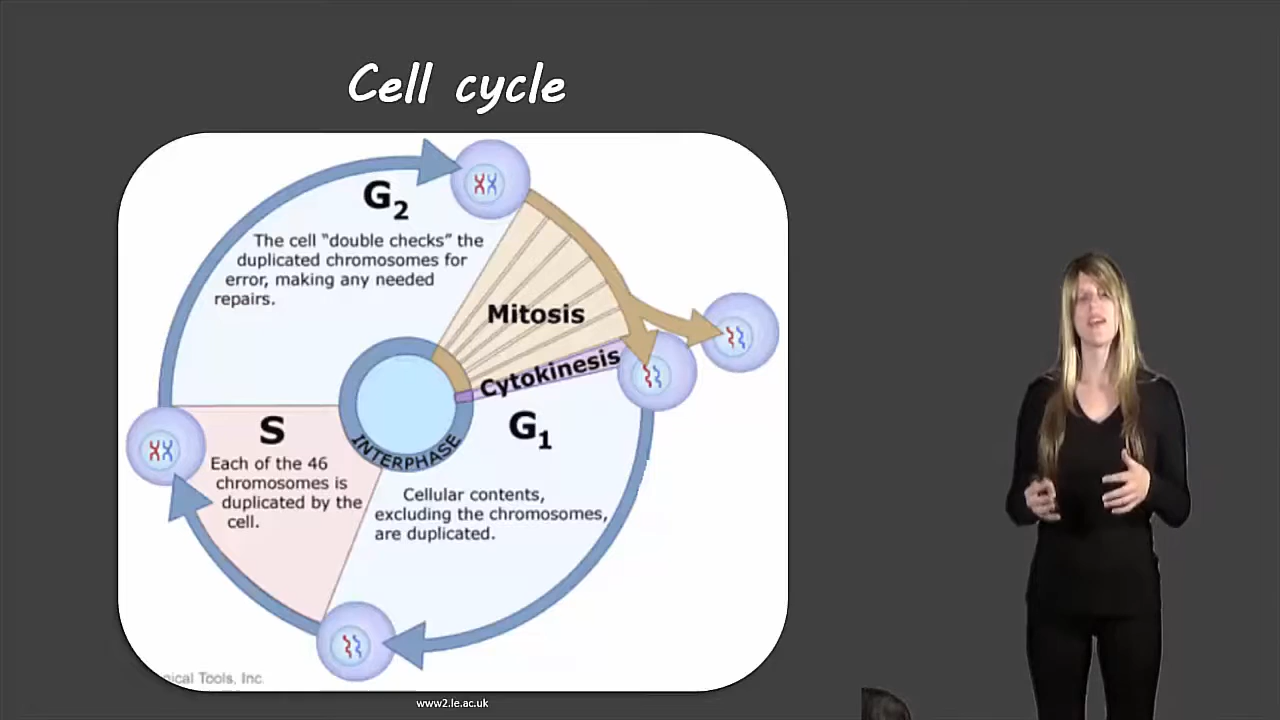 Cell cycle
G2
The cell "double checks" the
duplicated chromosomes for
error, making any needed
repairs.
Mitosis
Cytokinesis
S
Each of the 46
chromosomes is
duplicated by the
cell.
INTERPHASE
G1
Cellular contents,
excluding the chromosomes,
are duplicated.
Tools, Inc.
www2.le.ac.uk